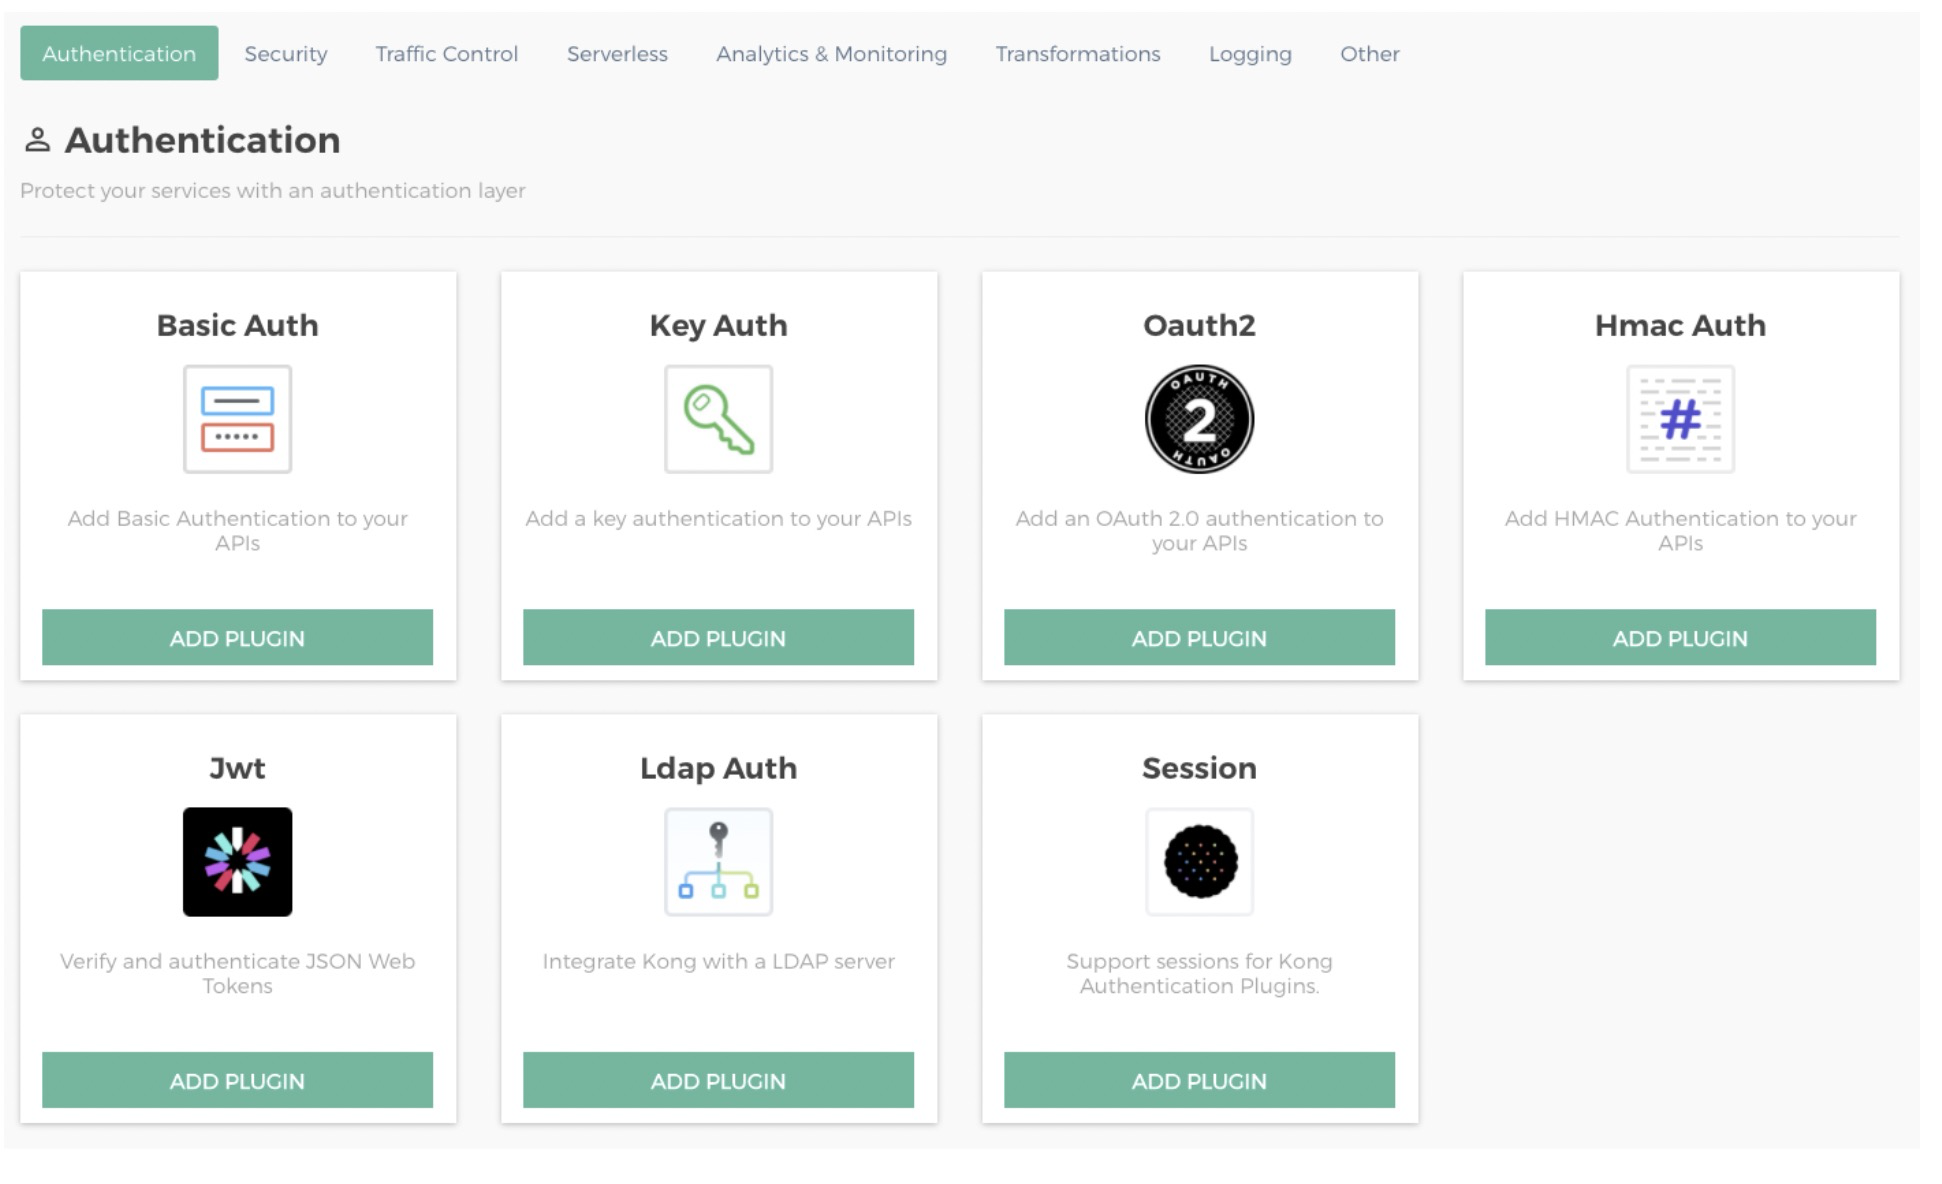 Authentication
Security
Traffic Control
Serverless
Analytics & Monitoring
Transformations
Logging
Other
Authentication
Protect your services with an authentication layer
Basic Auth
Add Basic Authentication to your
APIs
ADD PLUGIN
Key Auth
Add a key authentication to your APIs
ADD PLUGIN
Oauth2
OAUTH
2
OAUTH
Add an OAuth 2.0 authentication to
your APIs
ADD PLUGIN
Hmac Auth
#
Add HMAC Authentication to your
APIs
ADD PLUGIN
Jwt
Verify and authenticate JSON Web
Tokens
ADD PLUGIN
Ldap Auth
Integrate Kong with a LDAP server
ADD PLUGIN
Session
Support sessions for Kong
Authentication Plugins.
ADD PLUGIN